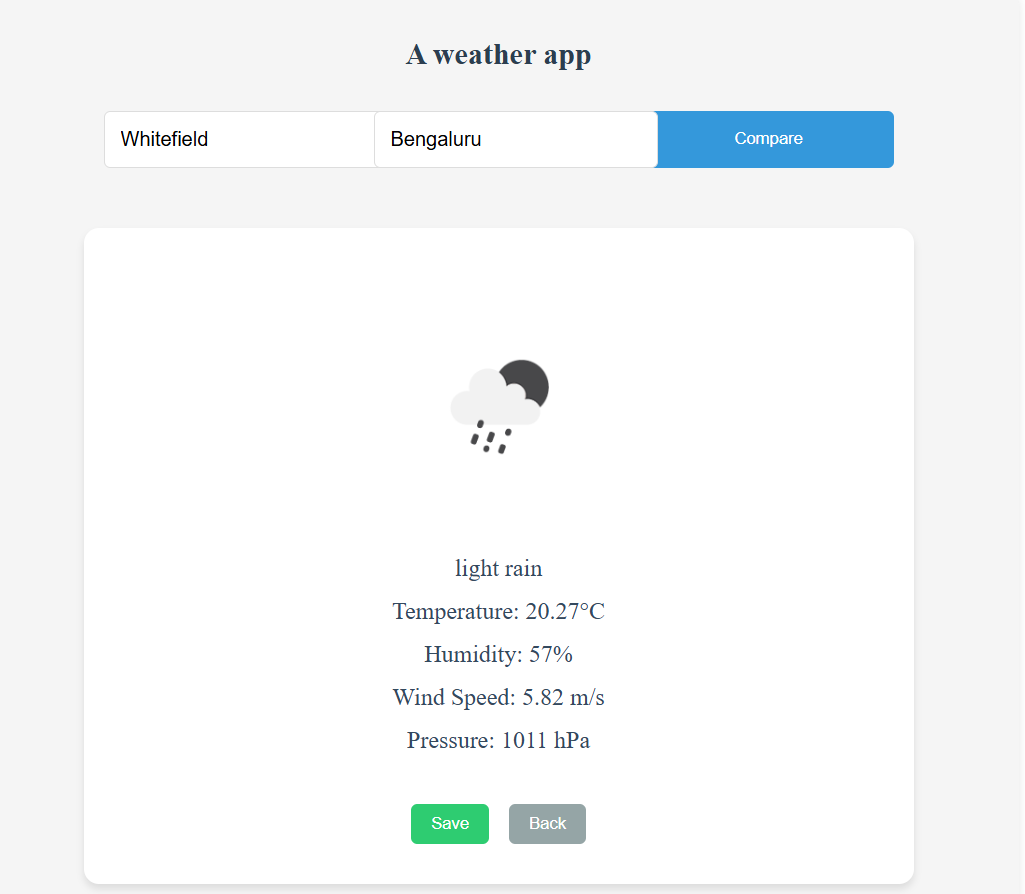 A weather app
Whitefield
Bengaluru
Compare
light rain
Temperature: 20.27°C
Humidity: 57%
Wind Speed: 5.82 m/s
Pressure: 1011 hPa
Save
Back